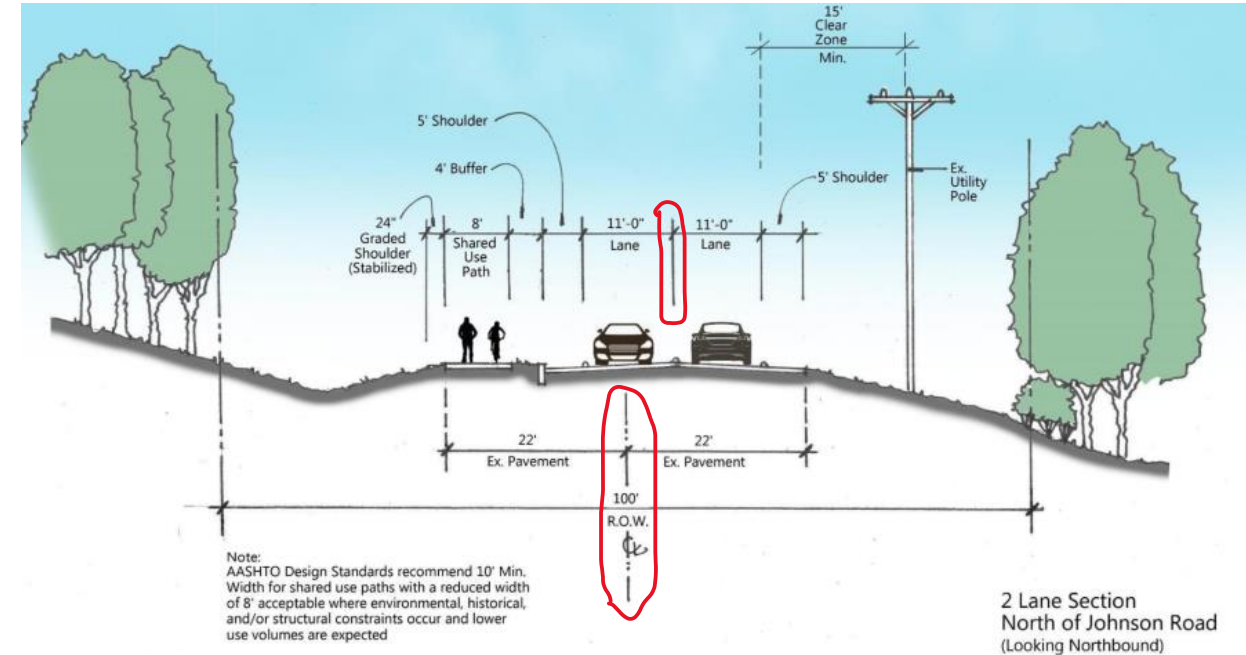 15'
Clear
Zone
Min.
5' Shoulder
4' Buffer
5' Shoulder
Ex.
Utility
Pole
24"
Graded
Shoulder
(Stabilized)
8'
Shared
Use
Path
11'-0"
Lane
11'-0"
Lane
22'
Ex. Pavement
22'
Ex. Pavement
100'
R.O.W.
℄
Note:
AASHTO Design Standards recommend 10' Min.
Width for shared use paths with a reduced width
of 8' acceptable where environmental, historical,
and/or structural constraints occur and lower
use volumes are expected
2 Lane Section
North of Johnson Road
(Looking Northbound)